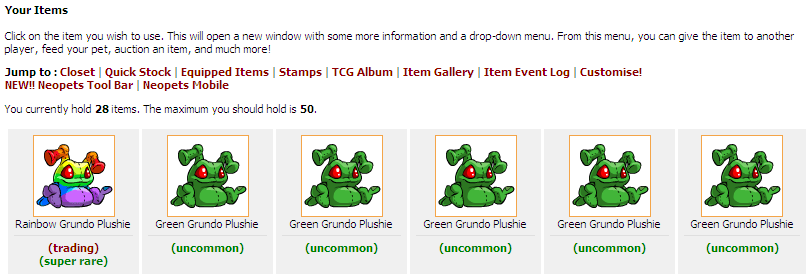 Your Items
Click on the item you wish to use. This will open a new window with some more information and a drop-down menu. From this menu, you can give the item to another
player, feed your pet, auction an item, and much more!
Jump to : Closet | Quick Stock | Equipped Items | Stamps | TCG Album | Item Gallery | Item Event Log | Customise!
NEW!! Neopets Tool Bar | Neopets Mobile
You currently hold 28 items. The maximum you should hold is 50.
Rainbow Grundo Plushie
(trading)
(super rare)
Green Grundo Plushie
(uncommon)
Green Grundo Plushie
(uncommon)
Green Grundo Plushie
(uncommon)
Green Grundo Plushie
(uncommon)
Green Grundo Plushie
(uncommon)